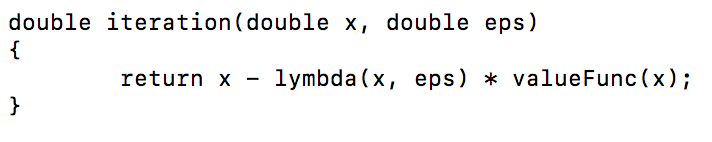 double iteration(double x, double eps)
{
return x - lymbda(x, eps) * valueFunc(x);
}